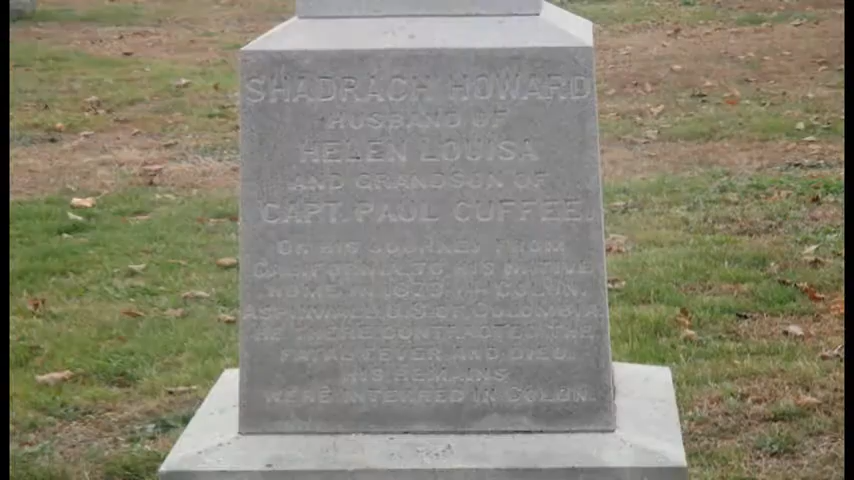 SHADRACH HOWARD
HUSBAND OF
HELEN LOUISA
AND GRANDSON OF
CAPT. PAUL CUFFEE.
ON HIS JOURNEY FROM
CALIFORNIA TO HIS NATIVE
HOME IN COLON,
ASPINWALL U.S. OF COLOMBIA
HE THERE CONTRACTED THE
FATAL FEVER AND DIED.
HIS REMAINS
WERE INTERRED IN COLON.